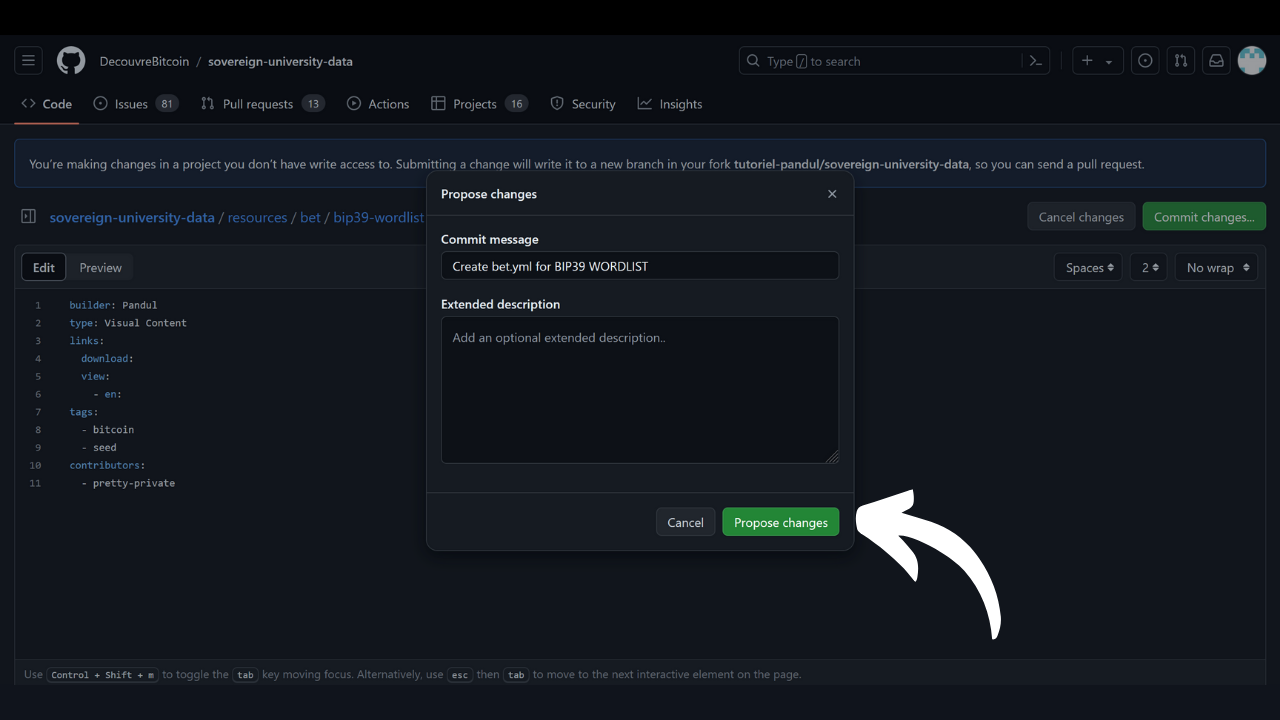 DecouvreBitcoin / sovereign-university-data
Type / to search
Code
Issues 81
Pull requests 13
Actions
Projects 16
Security
Insights
You're making changes in a project you don't have write access to. Submitting a change will write it to a new branch in your fork tutoriel-pandul/sovereign-university-data, so you can send a pull request.
sovereign-university-data / resources / bet / bip39-wordlist
Cancel changes
Commit changes...
Edit
Preview
Spaces
2
No wrap
1 builder: Pandul
2 type: Visual Content
3 links:
4 download:
5 view:
6 - en:
7 tags:
8 - bitcoin
9 - seed
10 contributors:
11 - pretty-private
Propose changes
Commit message
Create bet.yml for BIP39 WORDLIST
Extended description
Add an optional extended description..
Cancel
Propose changes
Use Control + Shift + m to toggle the tab key moving focus. Alternatively, use esc then tab to move to the next interactive element on the page.